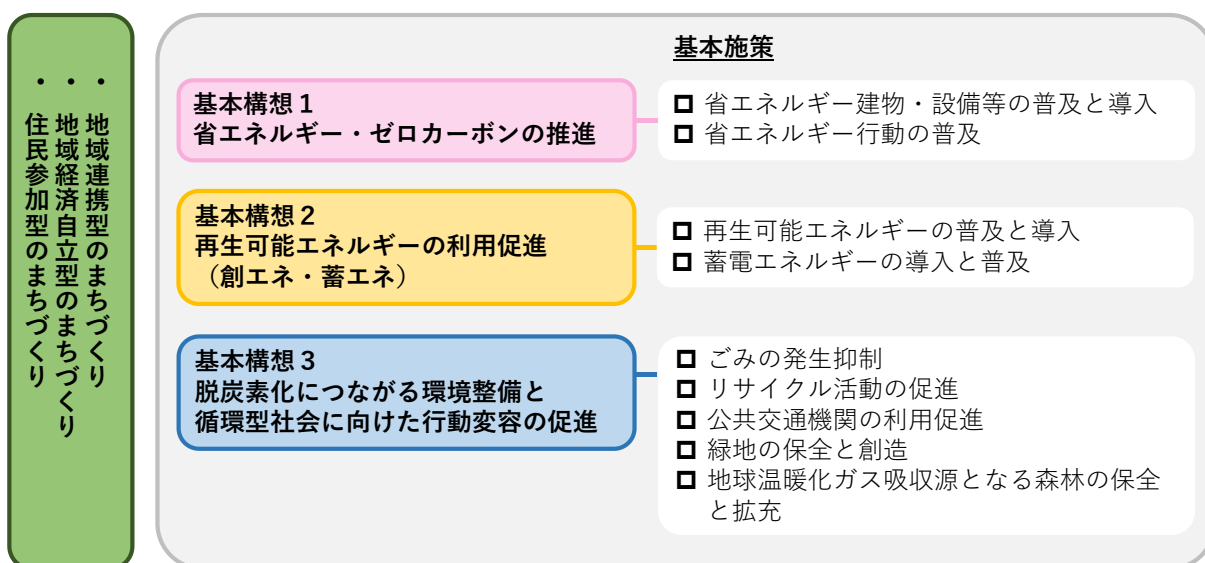 ・地域連携型のまちづくり
・地域経済自立型のまちづくり
・住民参加型のまちづくり
基本施策
基本構想１
省エネルギー・ゼロカーボンの推進
省エネルギー建物・設備等の普及と導入
省エネルギー行動の普及
基本構想２
再生可能エネルギーの利用促進
（創エネ・蓄エネ）
再生可能エネルギーの普及と導入
蓄電エネルギーの導入と普及
基本構想３
脱炭素化につながる環境整備と
循環型社会に向けた行動変容の促進
ごみの発生抑制
リサイクル活動の促進
公共交通機関の利用促進
緑地の保全と創造
地球温暖化ガス吸収源となる森林の保全
と拡充